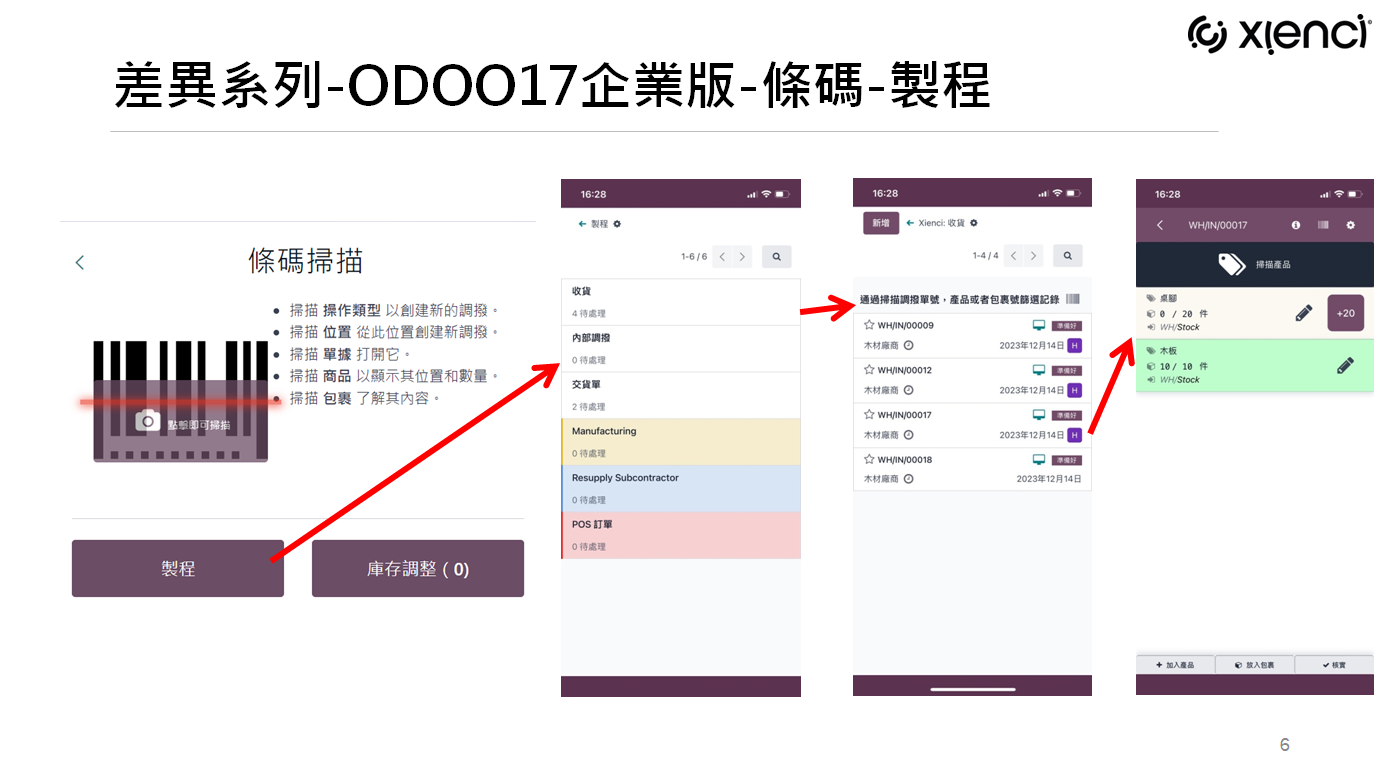 xienci
差異系列-ODOO17企業版-條碼-製程
條碼掃描
• 掃描 操作類型 以創建新的調撥。
• 掃描 位置 從此位置創建新調撥。
• 掃描 單據 打開它。
• 掃描 商品 以顯示其位置和數量。
• 掃描 包裹 了解其內容。
點擊即可掃描
製程
庫存調整 ( 0)
16:28
製程
1-6 / 6
收貨
4 待處理
內部調撥
0 待處理
交貨單
2 待處理
Manufacturing
0 待處理
Resupply Subcontractor
0 待處理
POS 訂單
0 待處理
16:28
新增
Xienci: 收貨
1-4 / 4
通過掃描調撥單號，產品或者包裹號篩選記錄
WH/IN/00009
準備好
木材廠商
2023年12月14日 H
WH/IN/00012
準備好
木材廠商
2023年12月14日 H
WH/IN/00017
準備好
木材廠商
2023年12月14日 H
WH/IN/00018
準備好
木材廠商
2023年12月14日
16:28
WH/IN/00017
掃描產品
桌腳
0 / 20 件
+20
WH/Stock
木板
10 / 10 件
WH/Stock
+ 加入產品
放入包裹
核實
6